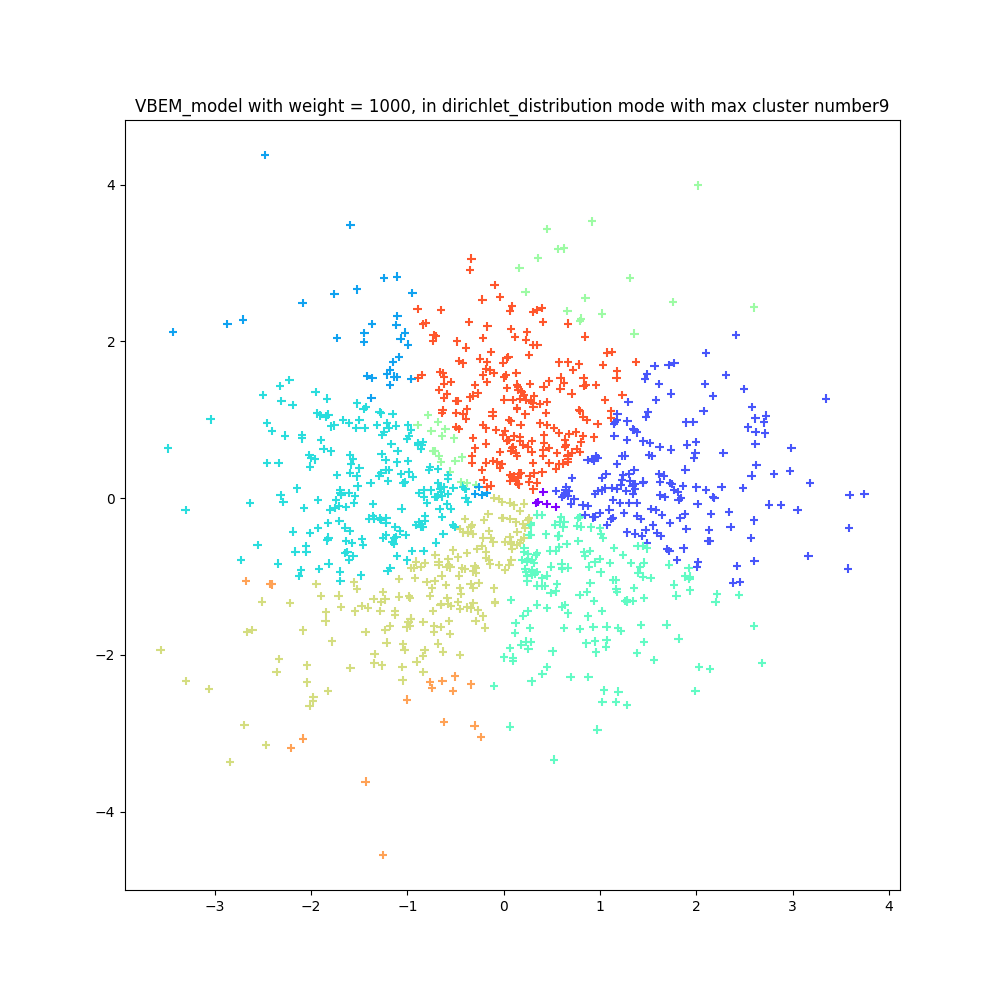 VBEM_model with weight = 1000, in dirichlet_distribution mode with max cluster number9
4
2
0
−2
−4
−3 −2 −1 0 1 2 3 4